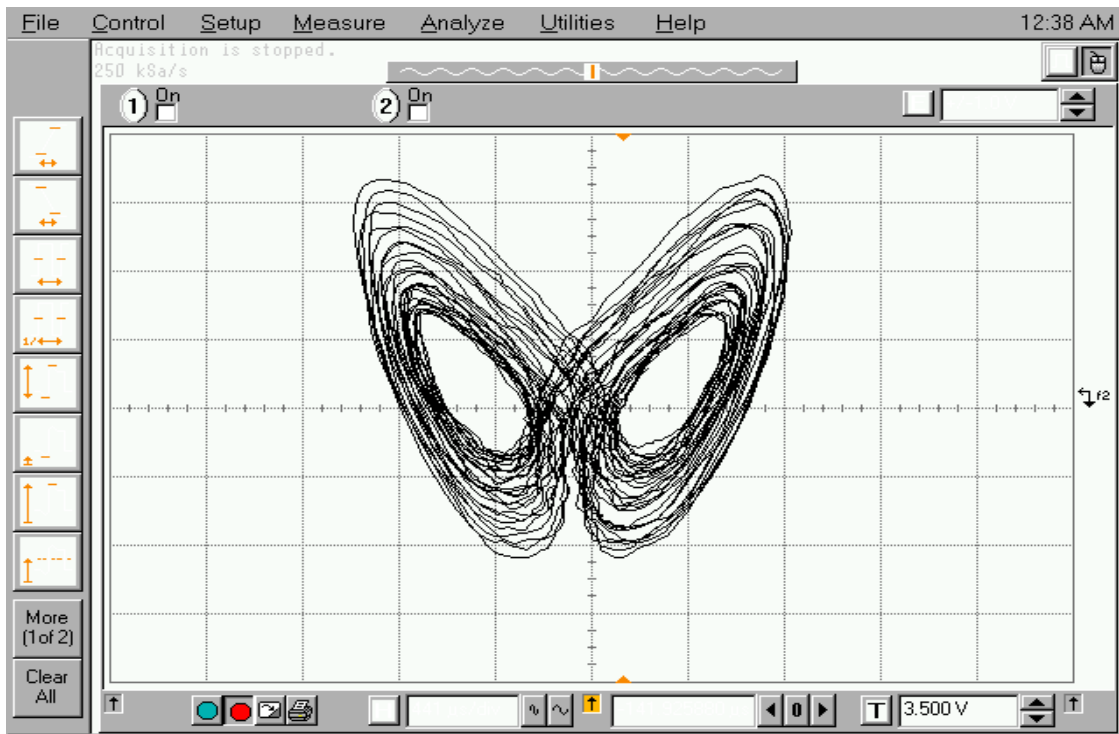 File Control Setup Measure Analyze Utilities Help 12:38 AM
Acquisition is stopped.
250 kSa/s
1) On 2) On
f2
1/
More
(1of 2)
Clear
All
0 T 3.500 V